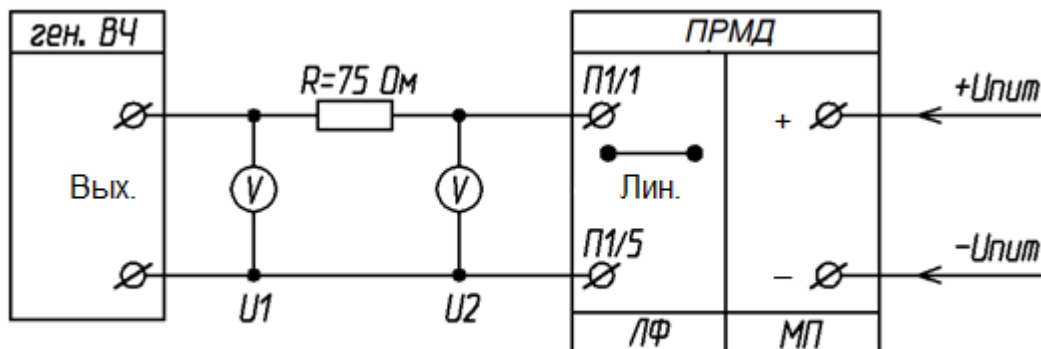 ген. ВЧ
ПРМД
R=75 Ом
П1/1
+Uпит
+
V
V
Вых.
Лин.
П1/5
-Uпит
–
U1
U2
ЛФ
МП